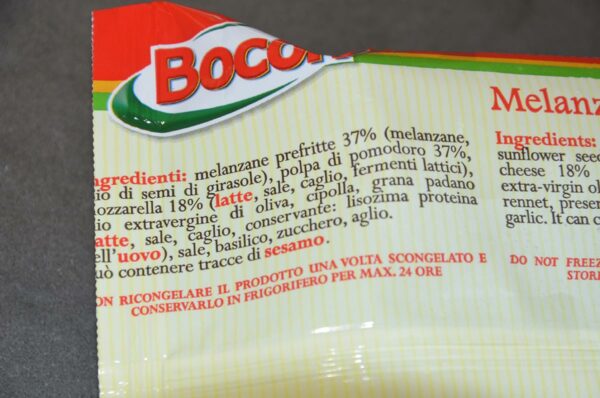 BOCON
ngredienti: melanzane prefritte 37% (melanzane,
io di semi di girasole), polpa di pomodoro 37%,
ozzarella 18% (latte, sale, caglio, fermenti lattici),
io extravergine di oliva, cipolla, grana padano
atte, sale, caglio, conservante: lisozima proteina
ell'uovo), sale, basilico, zucchero, aglio.
uò contenere tracce di sesamo.
ON RICONGELARE IL PRODOTTO UNA VOLTA SCONGELATO E
CONSERVARLO IN FRIGORIFERO PER MAX. 24 ORE
Melanz
Ingredients:
sunflower seed
cheese 18%
extra-virgin ol
rennet, preser
garlic. It can c
DO NOT FREEZ
STORE